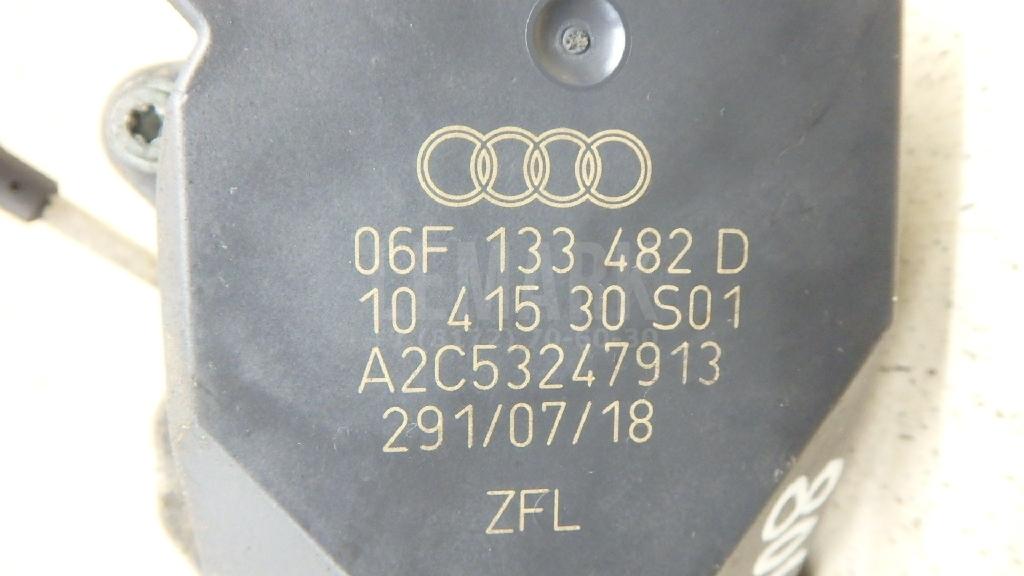 06F 133 482 D
10 415 30 S01
A2C53247913
291/07/18
ZFL